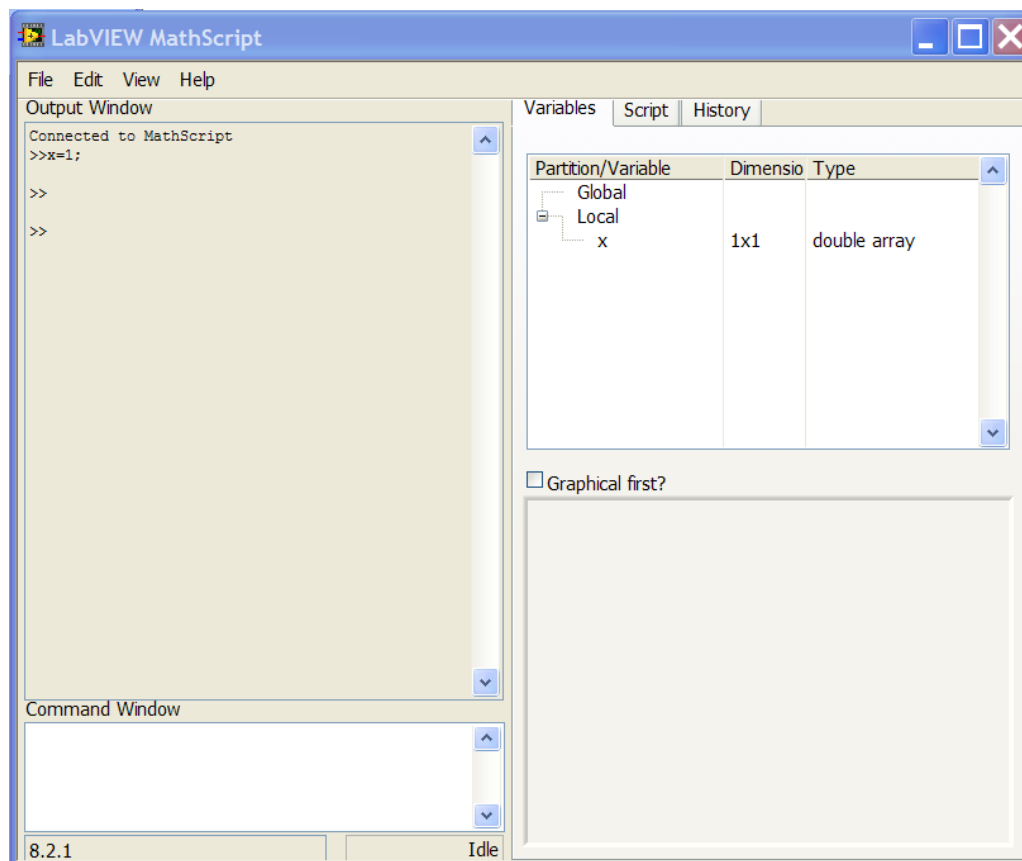 LabVIEW MathScript
File Edit View Help
Output Window
Connected to MathScript
>>x=1;
>>
>>
Command Window
8.2.1
Idle
Variables Script History
Partition/Variable Dimensio Type
Global
Local
x 1x1 double array
Graphical first?